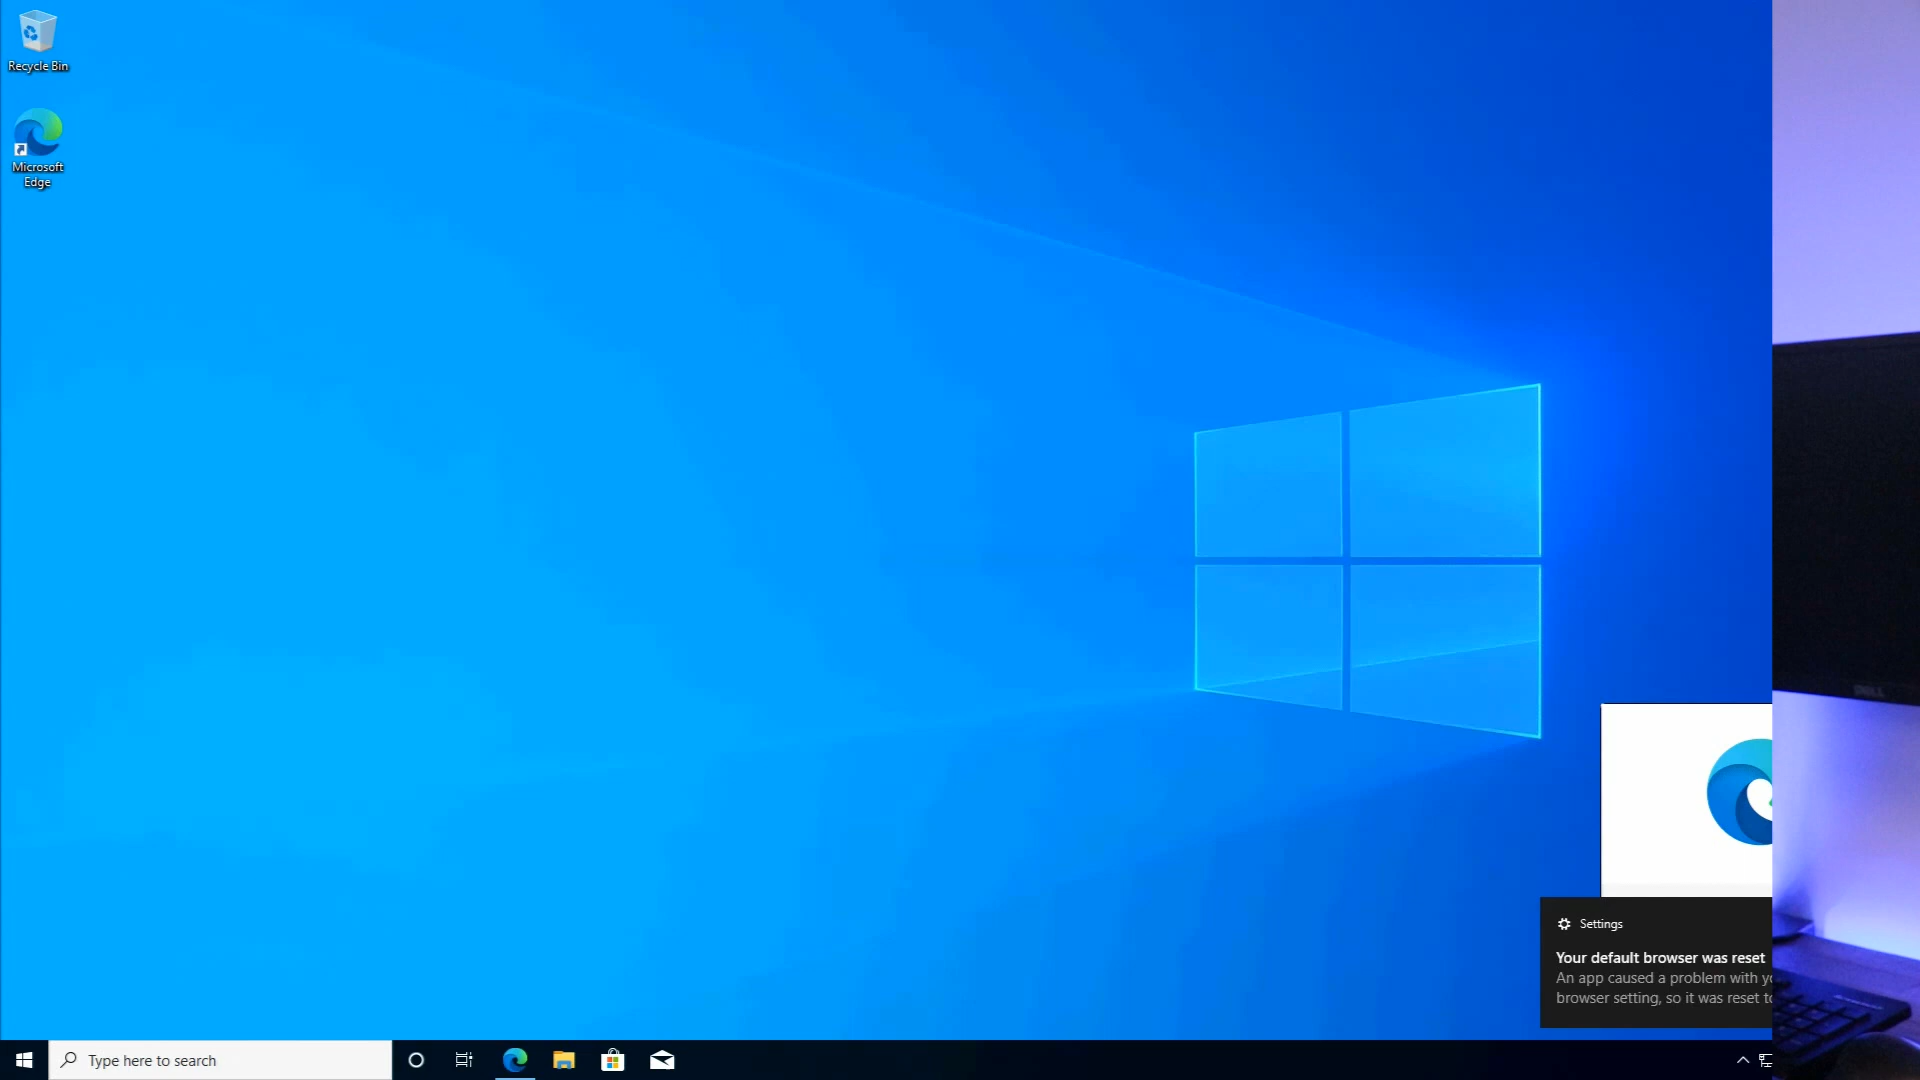 Recycle Bin
Microsoft
Edge
Settings
Your default browser was reset
An app caused a problem with
browser setting, so it was reset
Type here to search
DELL